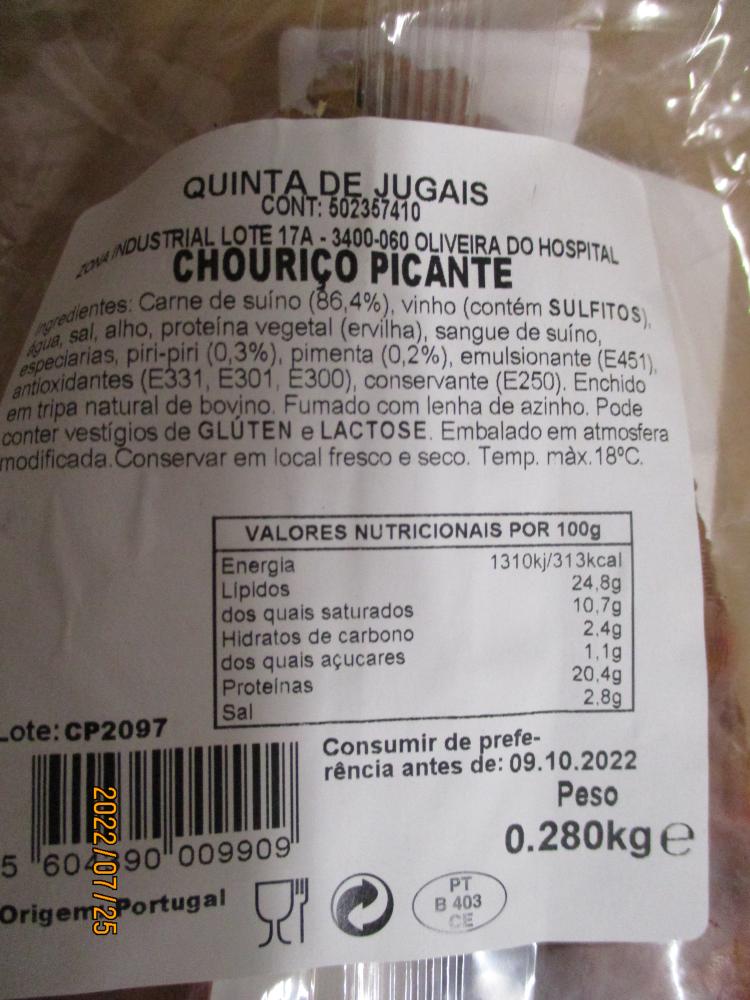 QUINTA DE JUGAIS
CONT: 502357410
ZONA INDUSTRIAL LOTE 17A - 3400-060 OLIVEIRA DO HOSPITAL
CHOURIÇO PICANTE
Ingredientes: Carne de suíno (86,4%), vinho (contém SULFITOS),
água, sal, alho, proteína vegetal (ervilha), sangue de suíno,
especiarias, piri-piri (0,3%), pimenta (0,2%), emulsionante (E451),
antioxidantes (E331, E301, E300), conservante (E250). Enchido
em tripa natural de bovino. Fumado com lenha de azinho. Pode
conter vestígios de GLÚTEN e LACTOSE. Embalado em atmosfera
modificada. Conservar em local fresco e seco. Temp. màx.18ºC.
VALORES NUTRICIONAIS POR 100g
Energia 1310kj/313kcal
Lípidos 24,8g
dos quais saturados 10,7g
Hidratos de carbono 2,4g
dos quais açucares 1,1g
Proteínas 20,4g
Sal 2,8g
Lote: CP2097
Consumir de prefe-
rência antes de: 09.10.2022
Peso
0.280kg e
5 604 90 009909
Origem: Portugal
PT
B 403
CE
2022/07/25